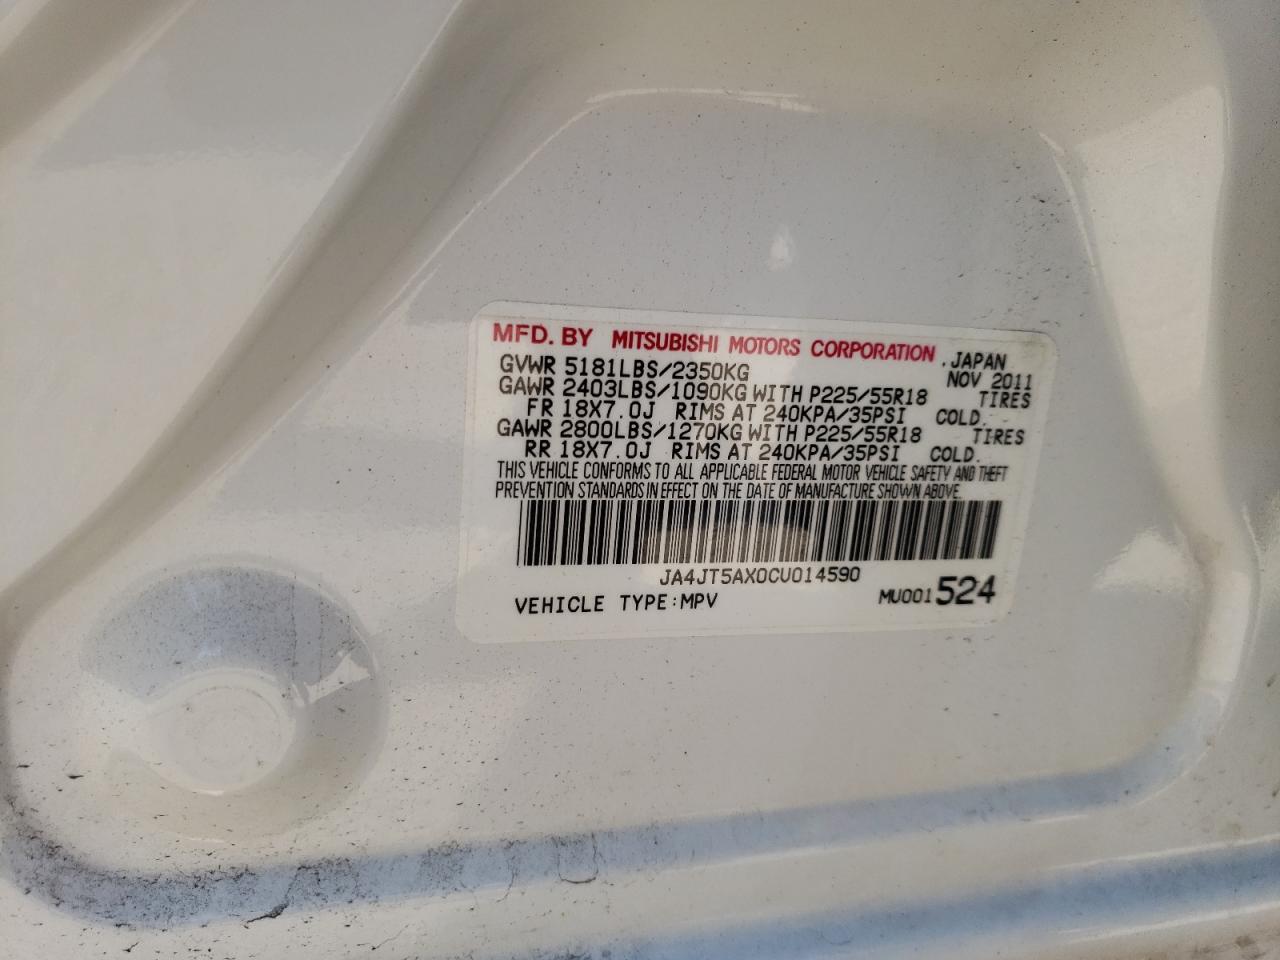 MFD. BY MITSUBISHI MOTORS CORPORATION, JAPAN
GVWR 5181LBS/2350KG NOV 2011
GAWR 2403LBS/1090KG WITH P225/55R18 TIRES
FR 18X7.0J RIMS AT 240KPA/35PSI COLD.
GAWR 2800LBS/1270KG WITH P225/55R18 TIRES
RR 18X7.0J RIMS AT 240KPA/35PSI COLD.
THIS VEHICLE CONFORMS TO ALL APPLICABLE FEDERAL MOTOR VEHICLE SAFETY AND THEFT
PREVENTION STANDARDS IN EFFECT ON THE DATE OF MANUFACTURE SHOWN ABOVE.
JA4JT5AX0CU014590
VEHICLE TYPE:MPV MU001524